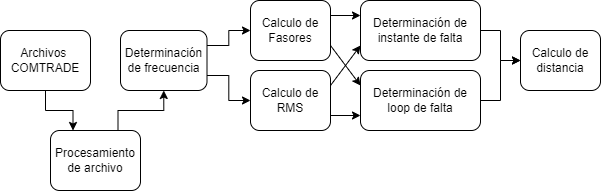 Archivos
COMTRADE
Procesamiento
de archivo
Determinación
de frecuencia
Calculo de
Fasores
Calculo de
RMS
Determinación de
instante de falta
Determinación de
loop de falta
Calculo de
distancia